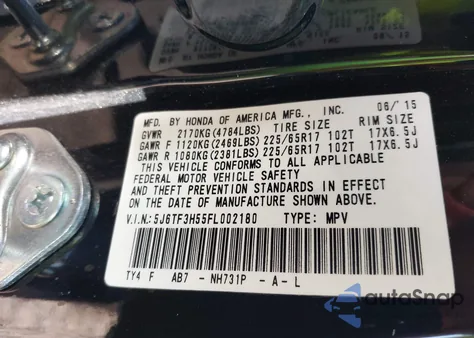 MFD. BY HONDA OF AMERICA MFG., INC. 06/15
GVWR 2170KG(4784LBS) TIRE SIZE RIM SIZE
GAWR F 1120KG(2469LBS) 225/65R17 102T 17X6.5J
GAWR R 1080KG(2381LBS) 225/65R17 102T 17X6.5J
THIS VEHICLE CONFORMS TO ALL APPLICABLE
FEDERAL MOTOR VEHICLE SAFETY
AND THEFT PREVENTION STANDARDS IN EFFECT
ON THE DATE OF MANUFACTURE SHOWN ABOVE.
V.I.N.: 5J6TF3H55FL002180 TYPE: MPV
TY4 F AB7 - NH731P - A - L
autoSnap